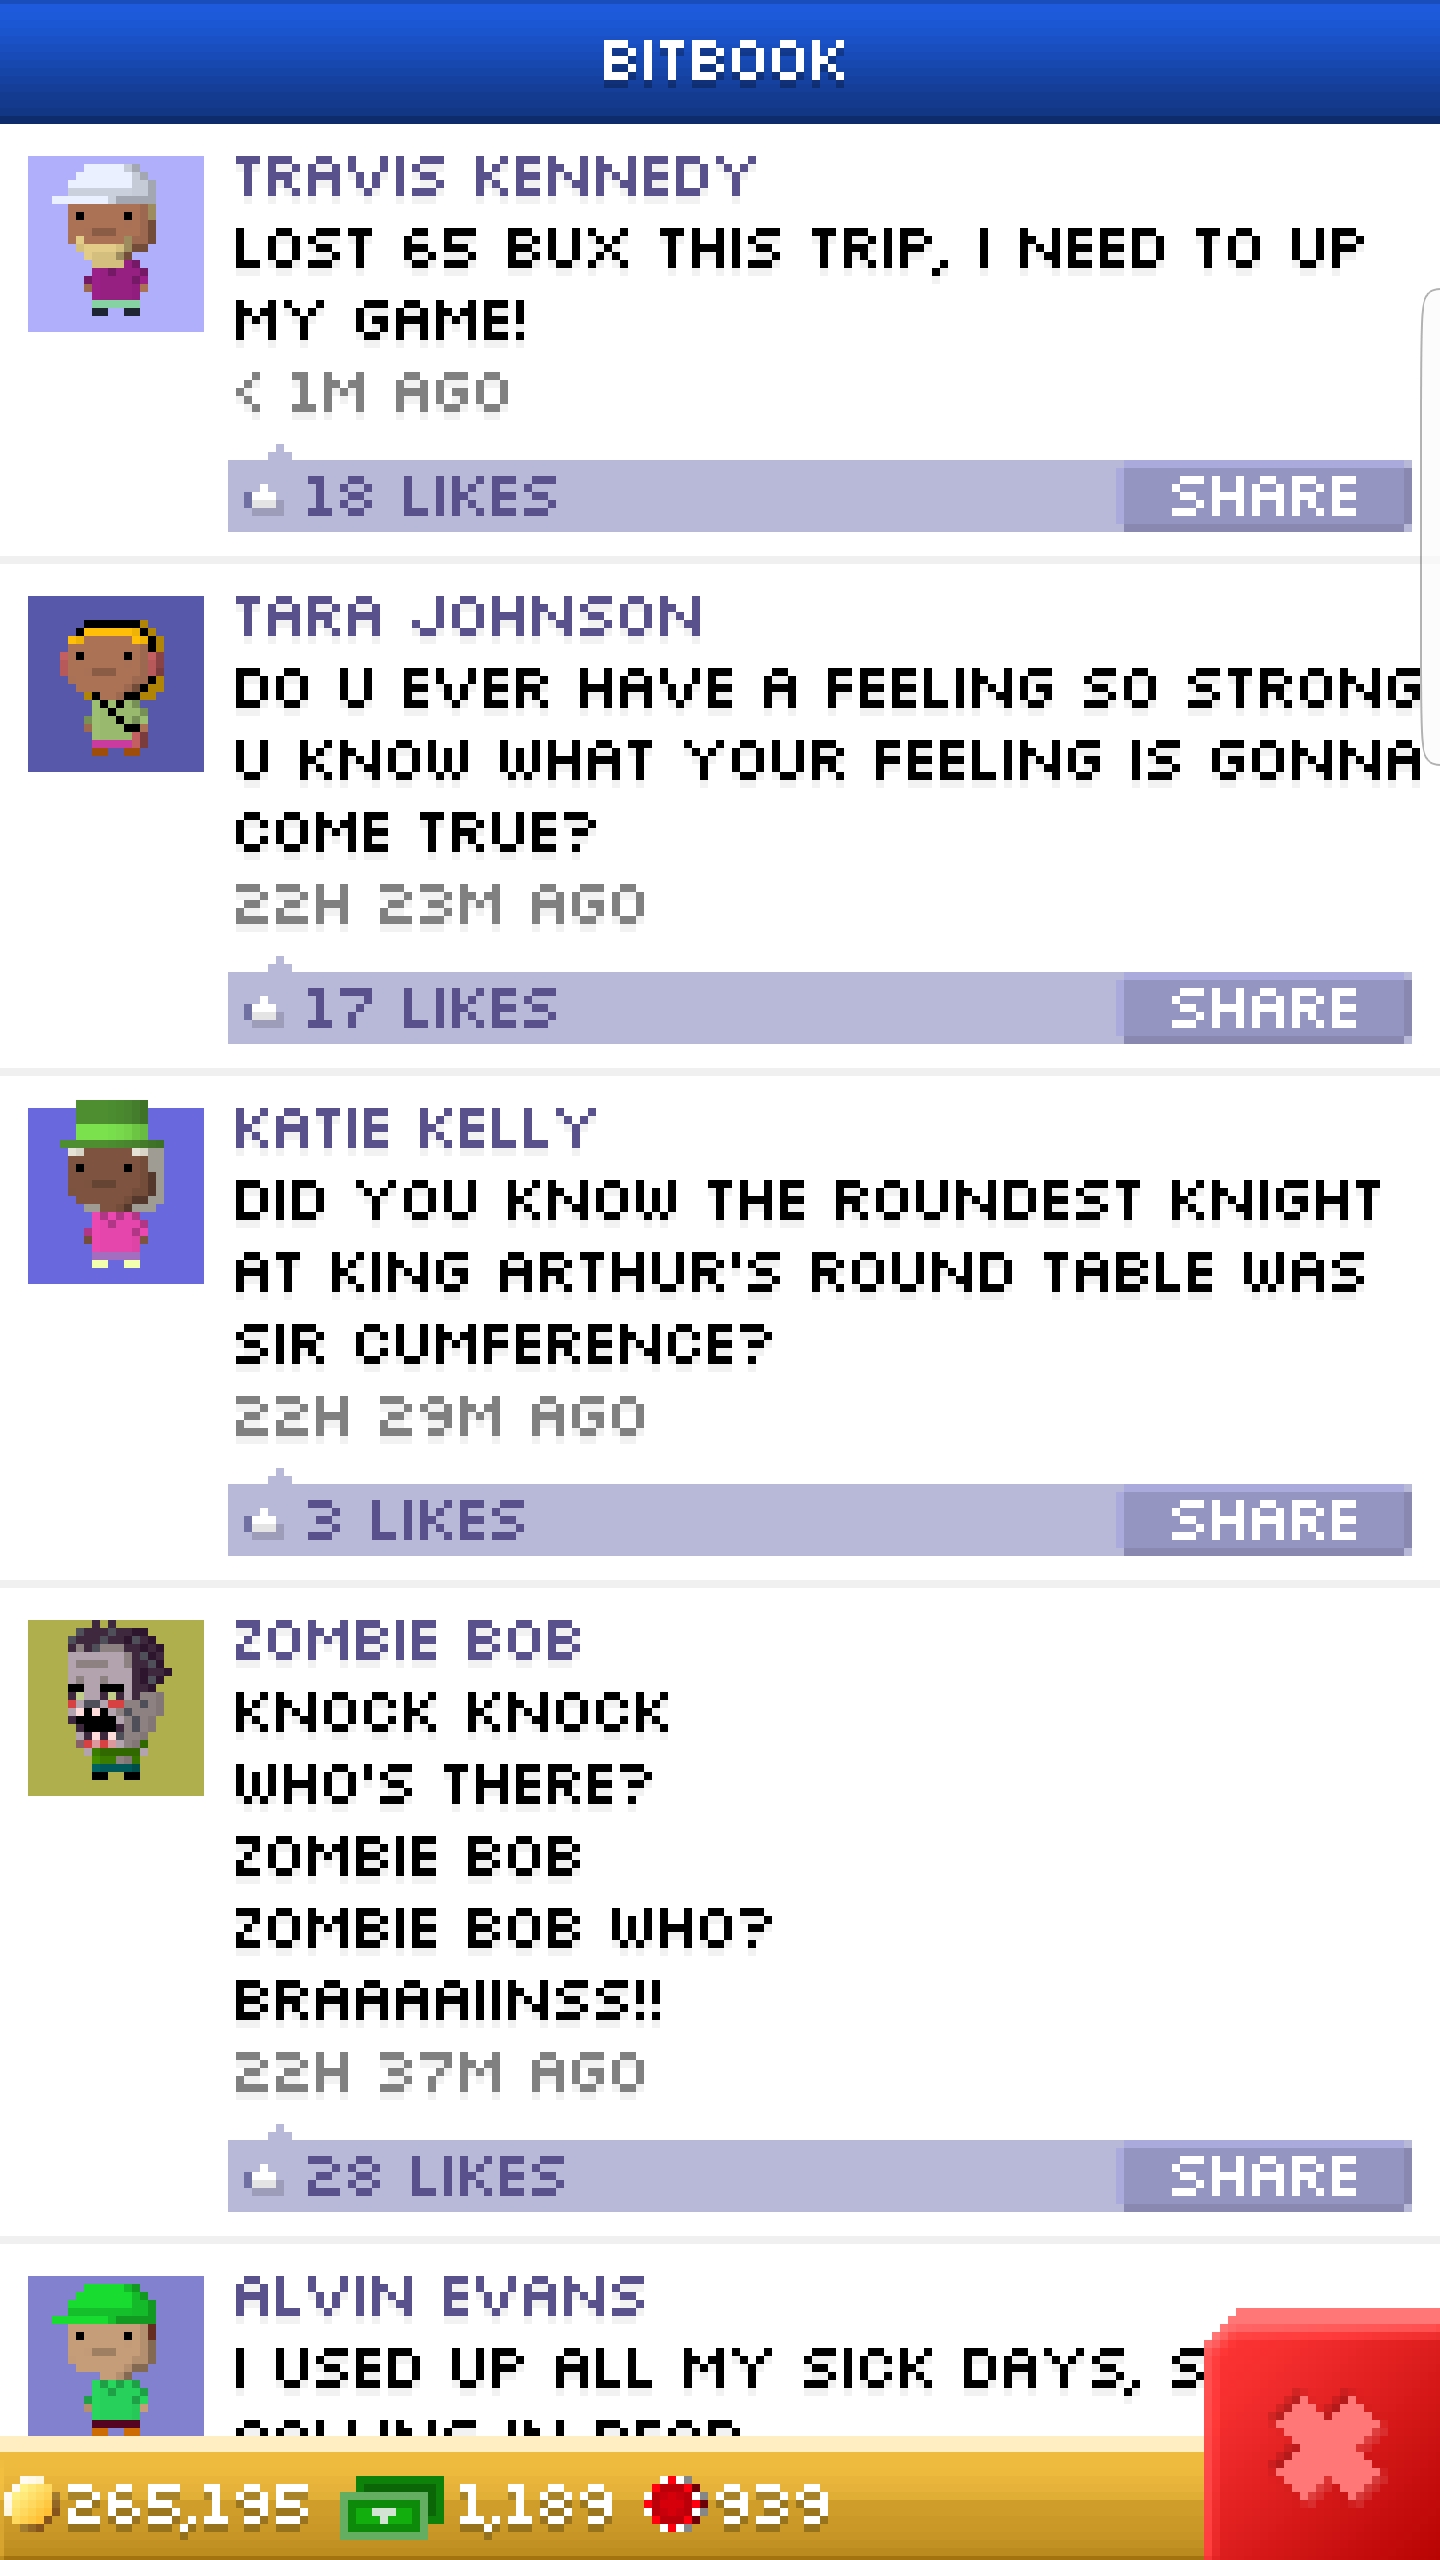 BITBOOK
TRAVIS KENNEDY
LOST 65 BUX THIS TRIP, I NEED TO UP
MY GAME!
< 1M AGO
18 LIKES
SHARE
TARA JOHNSON
DO U EVER HAVE A FEELING SO STRONG
U KNOW WHAT YOUR FEELING IS GONNA
COME TRUE?
22H 23M AGO
17 LIKES
SHARE
KATIE KELLY
DID YOU KNOW THE ROUNDEST KNIGHT
AT KING ARTHUR'S ROUND TABLE WAS
SIR CUMFERENCE?
22H 29M AGO
3 LIKES
SHARE
ZOMBIE BOB
KNOCK KNOCK
WHO'S THERE?
ZOMBIE BOB
ZOMBIE BOB WHO?
BRAAAAIINSS!!
22H 37M AGO
28 LIKES
SHARE
ALVIN EVANS
I USED UP ALL MY SICK DAYS, S
CALLING IN DEAD
265,195 1,189 939